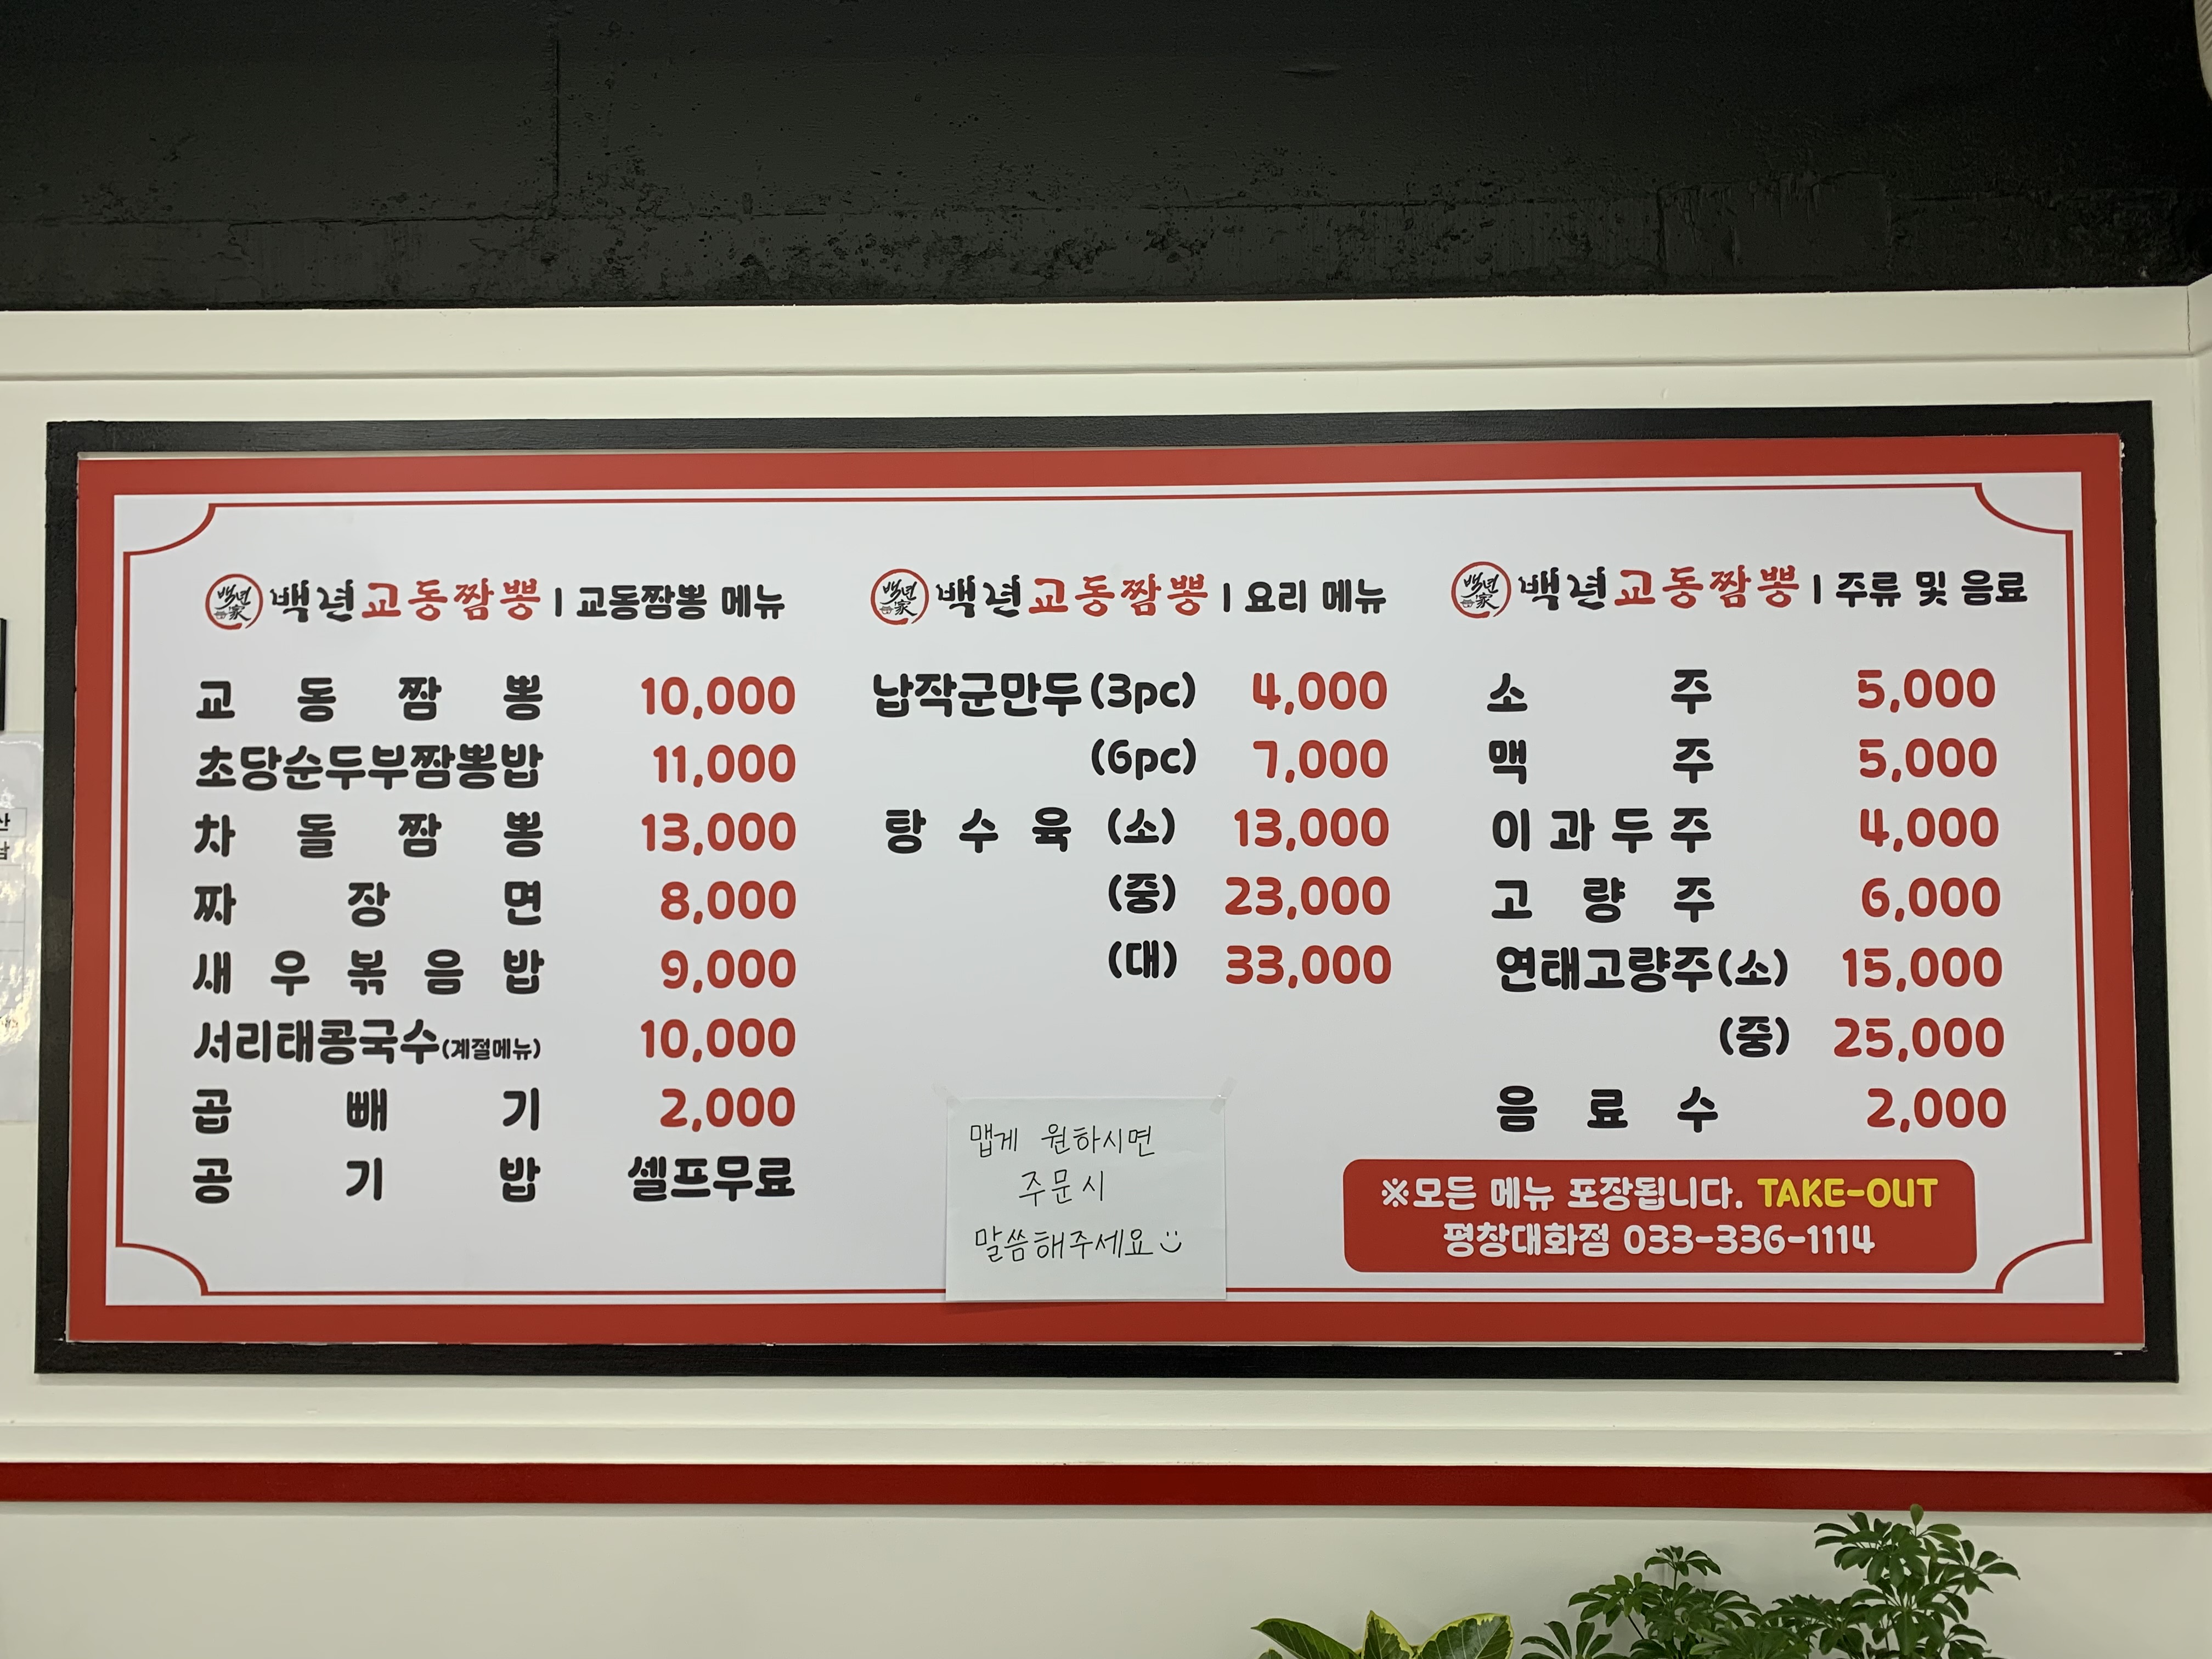 백년교동짬뽕 | 교동짬뽕 메뉴
교동짬뽕 10,000
초당순두부짬뽕밥 11,000
차돌짬뽕 13,000
짜장면 8,000
새우볶음밥 9,000
서리태콩국수(계절메뉴) 10,000
곱빼기 2,000
공기밥 셀프무료
백년교동짬뽕 | 요리 메뉴
납작군만두(3pc) 4,000
(6pc) 7,000
탕수육 (소) 13,000
(중) 23,000
(대) 33,000
맵게 원하시면
주문시
말씀해주세요
백년교동짬뽕 | 주류 및 음료
소주 5,000
맥주 5,000
이과두주 4,000
고량주 6,000
연태고량주(소) 15,000
(중) 25,000
음료수 2,000
※모든 메뉴 포장됩니다. TAKE-OUT
평창대화점 033-336-1114